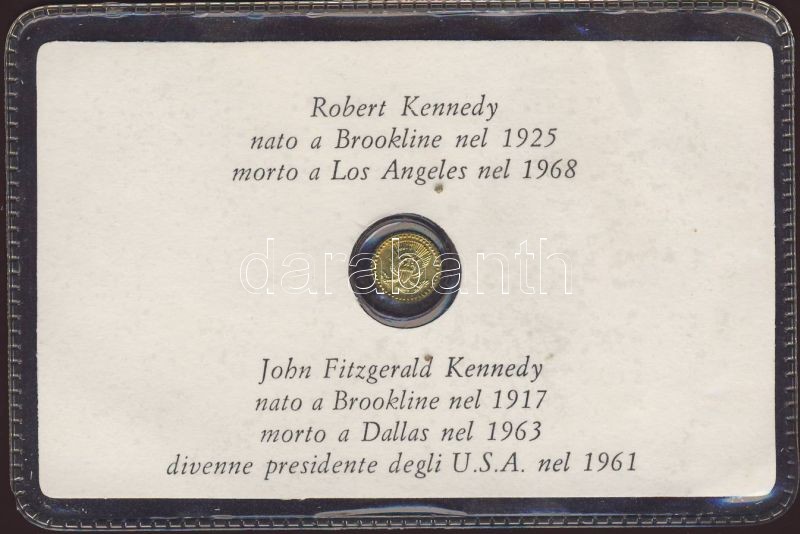 Robert Kennedy
nato a Brookline nel 1925
morto a Los Angeles nel 1968
darabanth
John Fitzgerald Kennedy
nato a Brookline nel 1917
morto a Dallas nel 1963
divenne presidente degli U.S.A. nel 1961